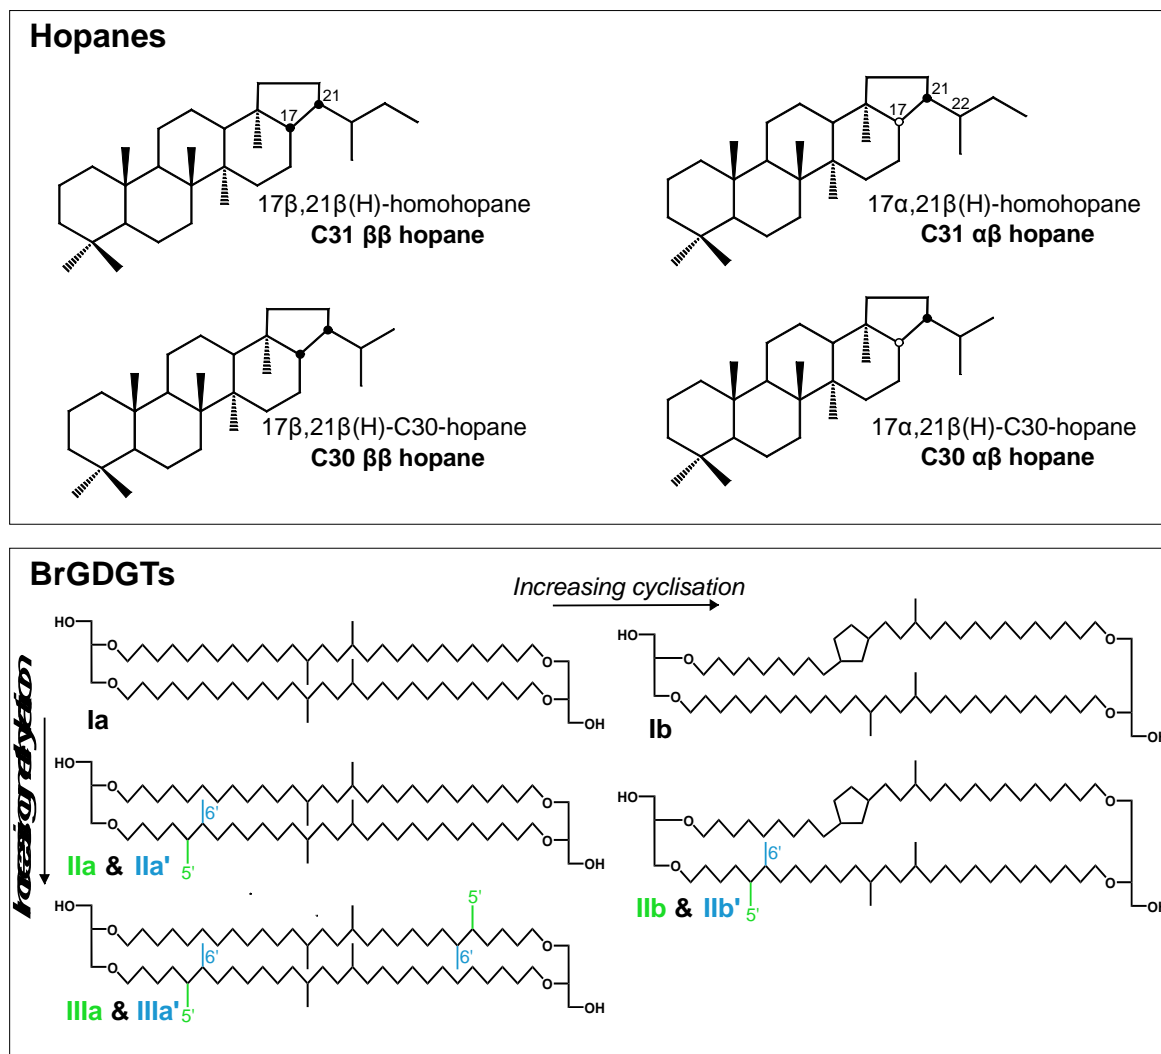 Hopanes
21
17
17β,21β(H)-homohopane
C31 ββ hopane
21
22
17
17α,21β(H)-homohopane
C31 αβ hopane
17β,21β(H)-C30-hopane
C30 ββ hopane
17α,21β(H)-C30-hopane
C30 αβ hopane
BrGDGTs
Increasing cyclisation
HO
O
O
O
O
OH
Ia
HO
O
O
O
O
OH
Ib
HO
O
O
O
O
OH
6'
5'
IIa & IIa'
HO
O
O
O
O
OH
6'
5'
IIb & IIb'
HO
O
O
O
O
OH
5'
6'
6'
5'
IIIa & IIIa'